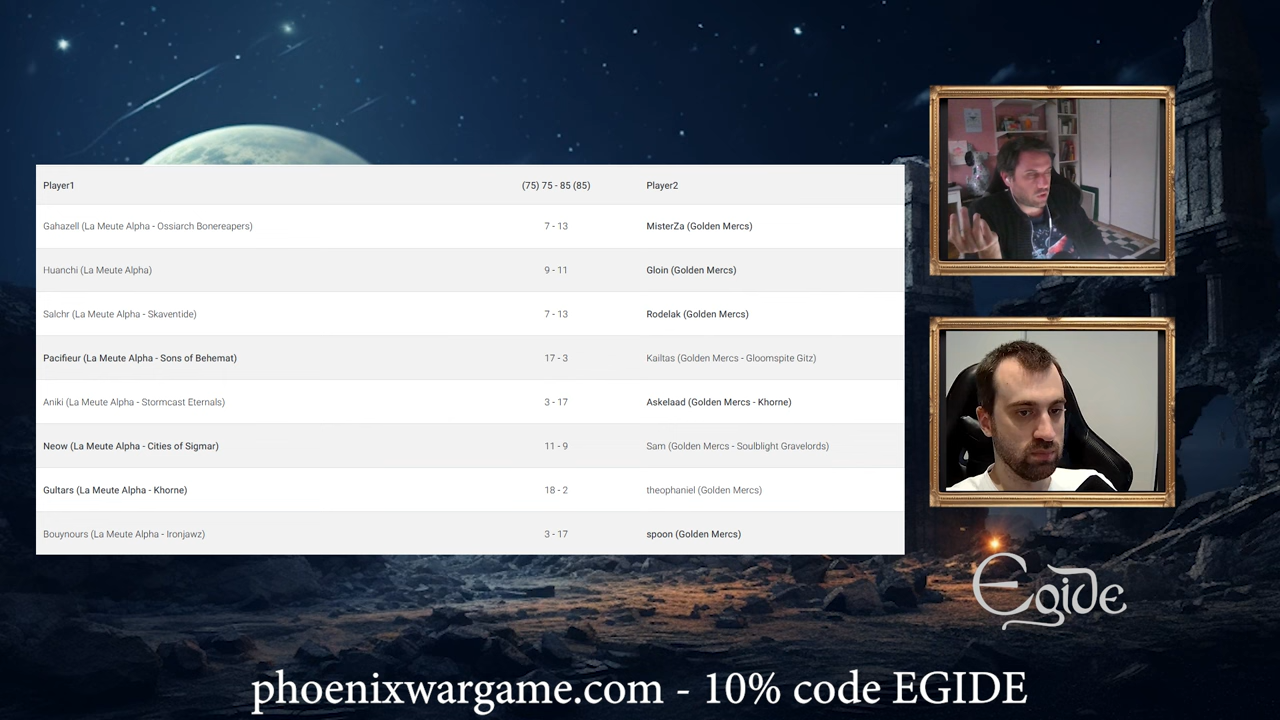 Player1 (75) 75 - 85 (85) Player2
Gahazell (La Meute Alpha - Ossiarch Bonereapers) 7 - 13 MisterZa (Golden Mercs)
Huanchi (La Meute Alpha) 9 - 11 Gloin (Golden Mercs)
Salchr (La Meute Alpha - Skaventide) 7 - 13 Rodelak (Golden Mercs)
Pacifieur (La Meute Alpha - Sons of Behemat) 17 - 3 Kailtas (Golden Mercs - Gloomspite Gitz)
Aniki (La Meute Alpha - Stormcast Eternals) 3 - 17 Askelaad (Golden Mercs - Khorne)
Neow (La Meute Alpha - Cities of Sigmar) 11 - 9 Sam (Golden Mercs - Soulblight Gravelords)
Gultars (La Meute Alpha - Khorne) 18 - 2 theophaniel (Golden Mercs)
Bouynours (La Meute Alpha - Ironjawz) 3 - 17 spoon (Golden Mercs)
Egide
phoenixwargame.com - 10% code EGIDE